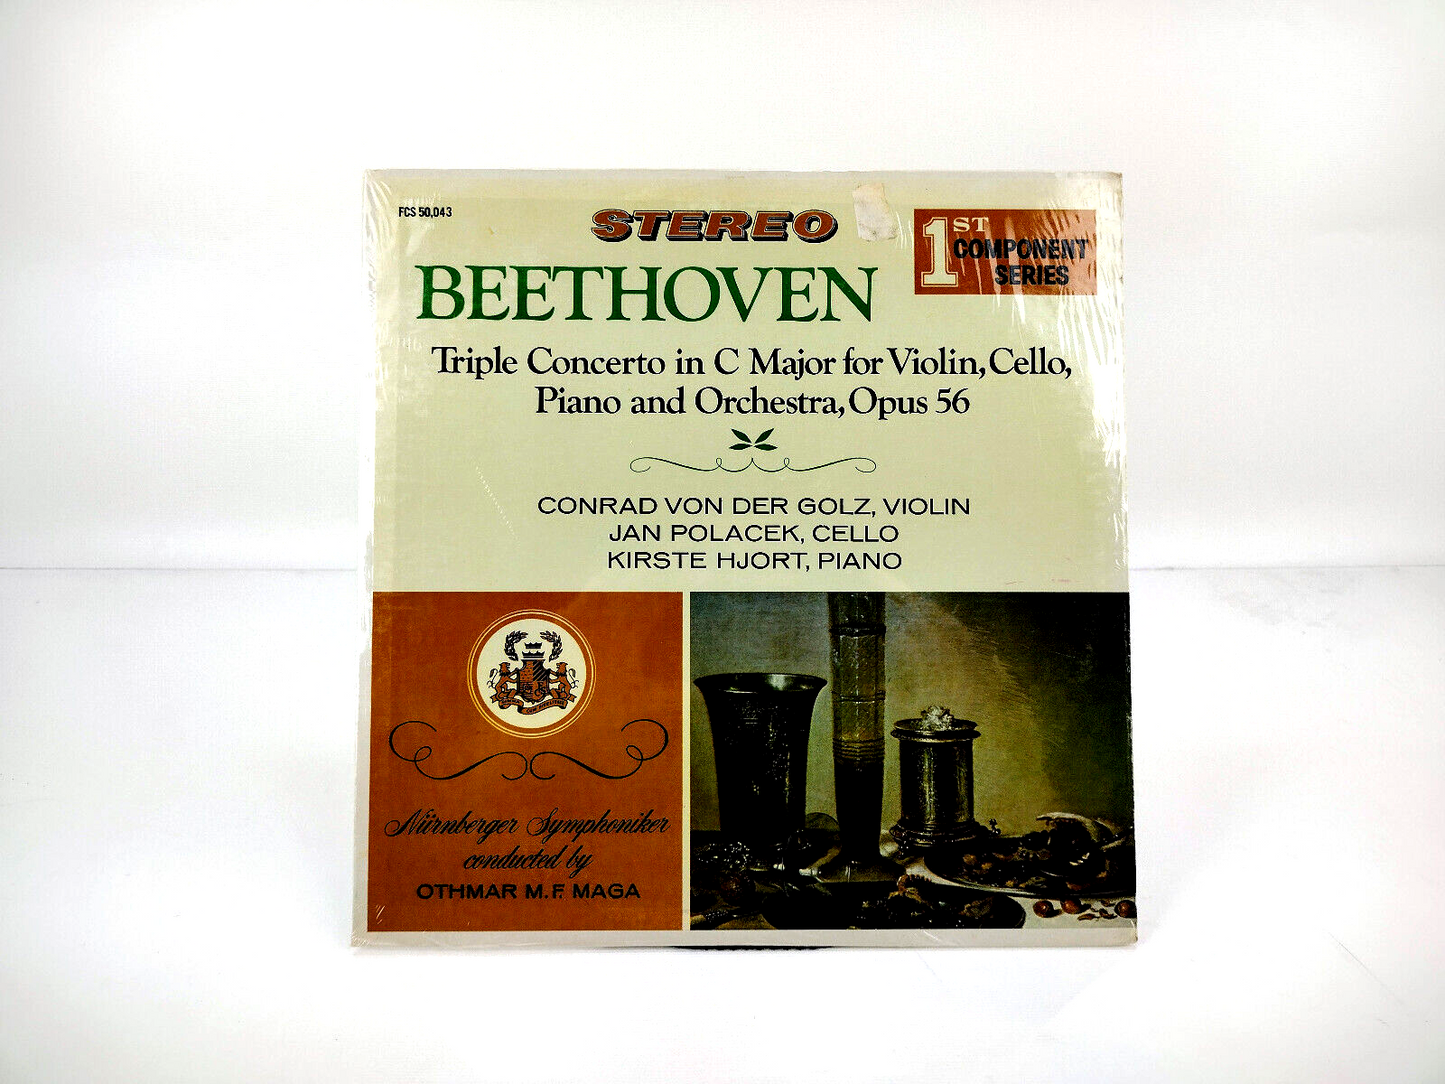 FCS 50,043
STEREO
1ST
COMPONENT
SERIES
BEETHOVEN
Triple Concerto in C Major for Violin, Cello,
Piano and Orchestra, Opus 56
CONRAD VON DER GOLZ, VIOLIN
JAN POLACEK, CELLO
KIRSTE HJORT, PIANO
Nürnberger Symphoniker
conducted by
OTHMAR M.F. MAGA